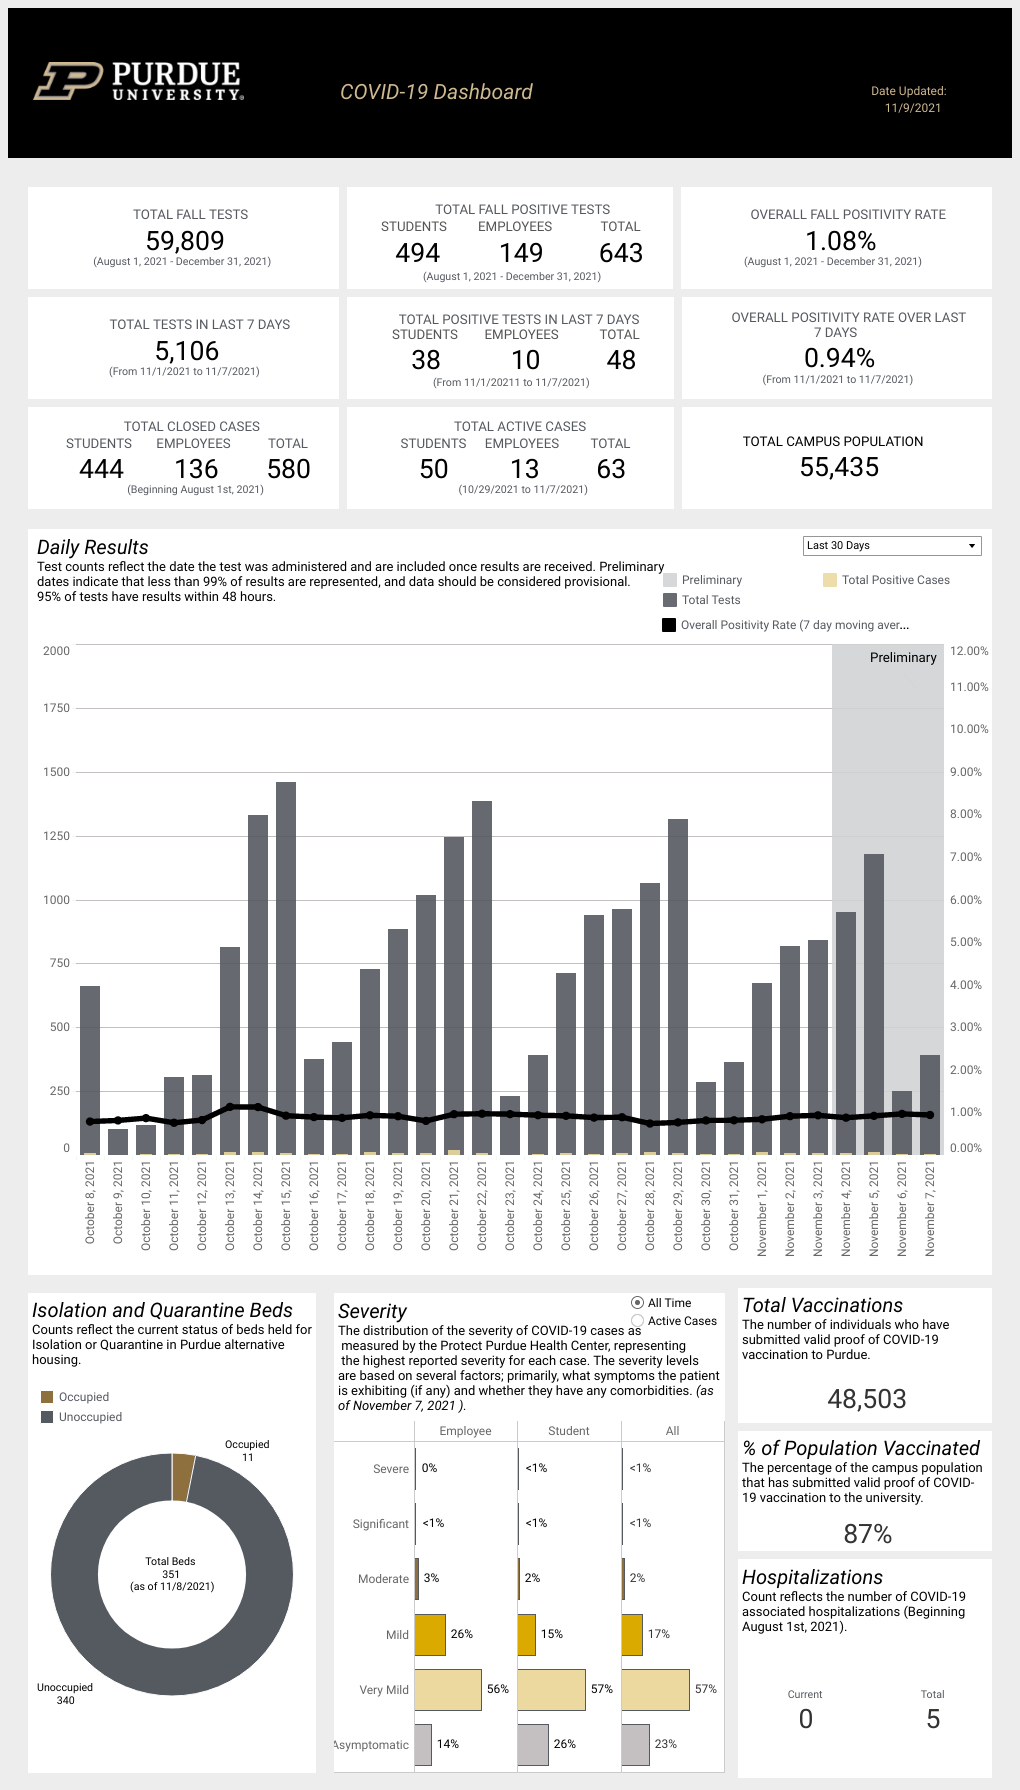 PURDUE
UNIVERSITY®
COVID-19 Dashboard
Date Updated:
11/9/2021
TOTAL FALL TESTS
59,809
(August 1, 2021 - December 31, 2021)
TOTAL FALL POSITIVE TESTS
STUDENTS EMPLOYEES TOTAL
494 149 643
(August 1, 2021 - December 31, 2021)
OVERALL FALL POSITIVITY RATE
1.08%
(August 1, 2021 - December 31, 2021)
TOTAL TESTS IN LAST 7 DAYS
5,106
(From 11/1/2021 to 11/7/2021)
TOTAL POSITIVE TESTS IN LAST 7 DAYS
STUDENTS EMPLOYEES TOTAL
38 10 48
(From 11/1/20211 to 11/7/2021)
OVERALL POSITIVITY RATE OVER LAST
7 DAYS
0.94%
(From 11/1/2021 to 11/7/2021)
TOTAL CLOSED CASES
STUDENTS EMPLOYEES TOTAL
444 136 580
(Beginning August 1st, 2021)
TOTAL ACTIVE CASES
STUDENTS EMPLOYEES TOTAL
50 13 63
(10/29/2021 to 11/7/2021)
TOTAL CAMPUS POPULATION
55,435
Daily Results
Test counts reflect the date the test was administered and are included once results are received. Preliminary
dates indicate that less than 99% of results are represented, and data should be considered provisional.
95% of tests have results within 48 hours.
Last 30 Days
Preliminary
Total Positive Cases
Total Tests
Overall Positivity Rate (7 day moving aver...
Preliminary
2000
1750
1500
1250
1000
750
500
250
0
12.00%
11.00%
10.00%
9.00%
8.00%
7.00%
6.00%
5.00%
4.00%
3.00%
2.00%
1.00%
0.00%
October 8, 2021
October 9, 2021
October 10, 2021
October 11, 2021
October 12, 2021
October 13, 2021
October 14, 2021
October 15, 2021
October 16, 2021
October 17, 2021
October 18, 2021
October 19, 2021
October 20, 2021
October 21, 2021
October 22, 2021
October 23, 2021
October 24, 2021
October 25, 2021
October 26, 2021
October 27, 2021
October 28, 2021
October 29, 2021
October 30, 2021
October 31, 2021
November 1, 2021
November 2, 2021
November 3, 2021
November 4, 2021
November 5, 2021
November 6, 2021
November 7, 2021
Isolation and Quarantine Beds
Counts reflect the current status of beds held for
Isolation or Quarantine in Purdue alternative
housing.
Occupied
Unoccupied
Occupied
11
Total Beds
351
(as of 11/8/2021)
Unoccupied
340
Severity
All Time
Active Cases
The distribution of the severity of COVID-19 cases as
measured by the Protect Purdue Health Center, representing
the highest reported severity for each case. The severity levels
are based on several factors; primarily, what symptoms the patient
is exhibiting (if any) and whether they have any comorbidities. (as
of November 7, 2021 ).
Employee Student All
Severe 0% <1% <1%
Significant <1% <1% <1%
Moderate 3% 2% 2%
Mild 26% 15% 17%
Very Mild 56% 57% 57%
Asymptomatic 14% 26% 23%
Total Vaccinations
The number of individuals who have
submitted valid proof of COVID-19
vaccination to Purdue.
48,503
% of Population Vaccinated
The percentage of the campus population
that has submitted valid proof of COVID-
19 vaccination to the university.
87%
Hospitalizations
Count reflects the number of COVID-19
associated hospitalizations (Beginning
August 1st, 2021).
Current Total
0 5